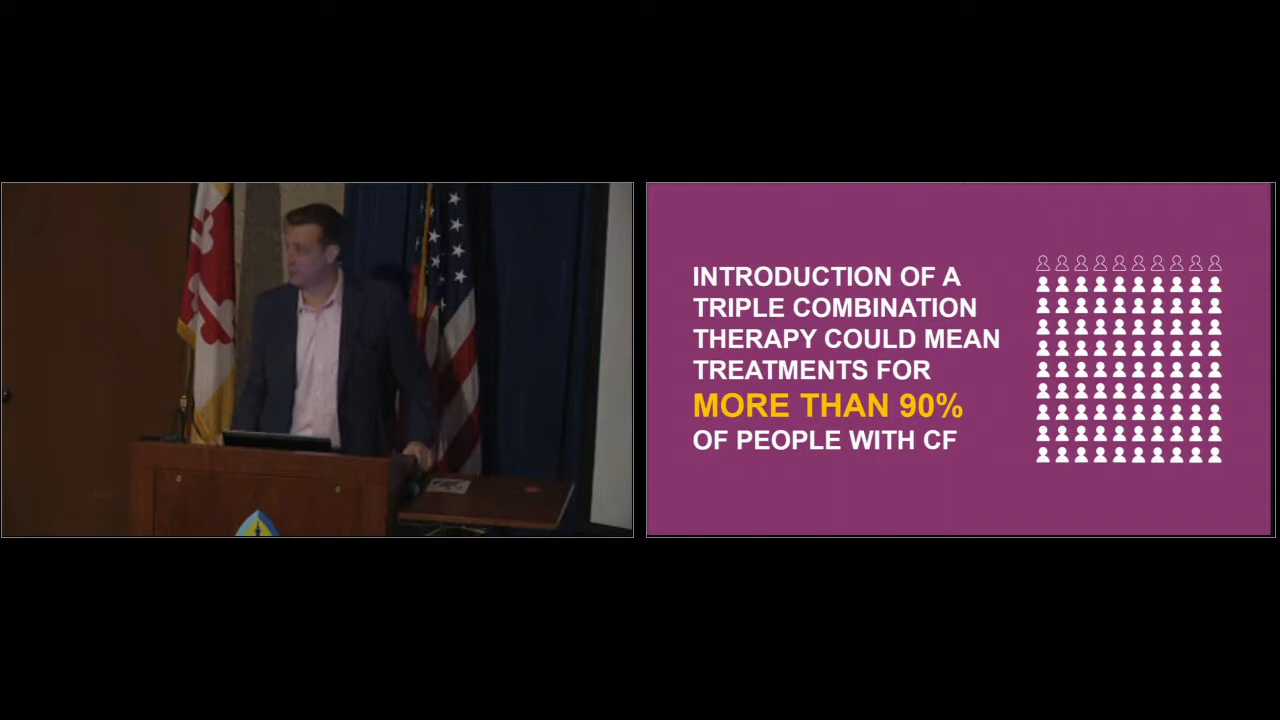 INTRODUCTION OF A
TRIPLE COMBINATION
THERAPY COULD MEAN
TREATMENTS FOR
MORE THAN 90%
OF PEOPLE WITH CF